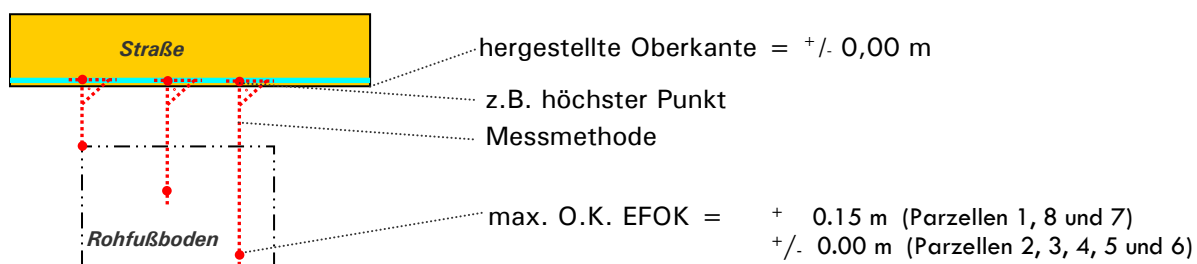 Straße
hergestellte Oberkante = +/- 0,00 m
z.B. höchster Punkt
Messmethode
max. O.K. EFOK = + 0.15 m (Parzellen 1, 8 und 7)
+/- 0.00 m (Parzellen 2, 3, 4, 5 und 6)
Rohfußboden